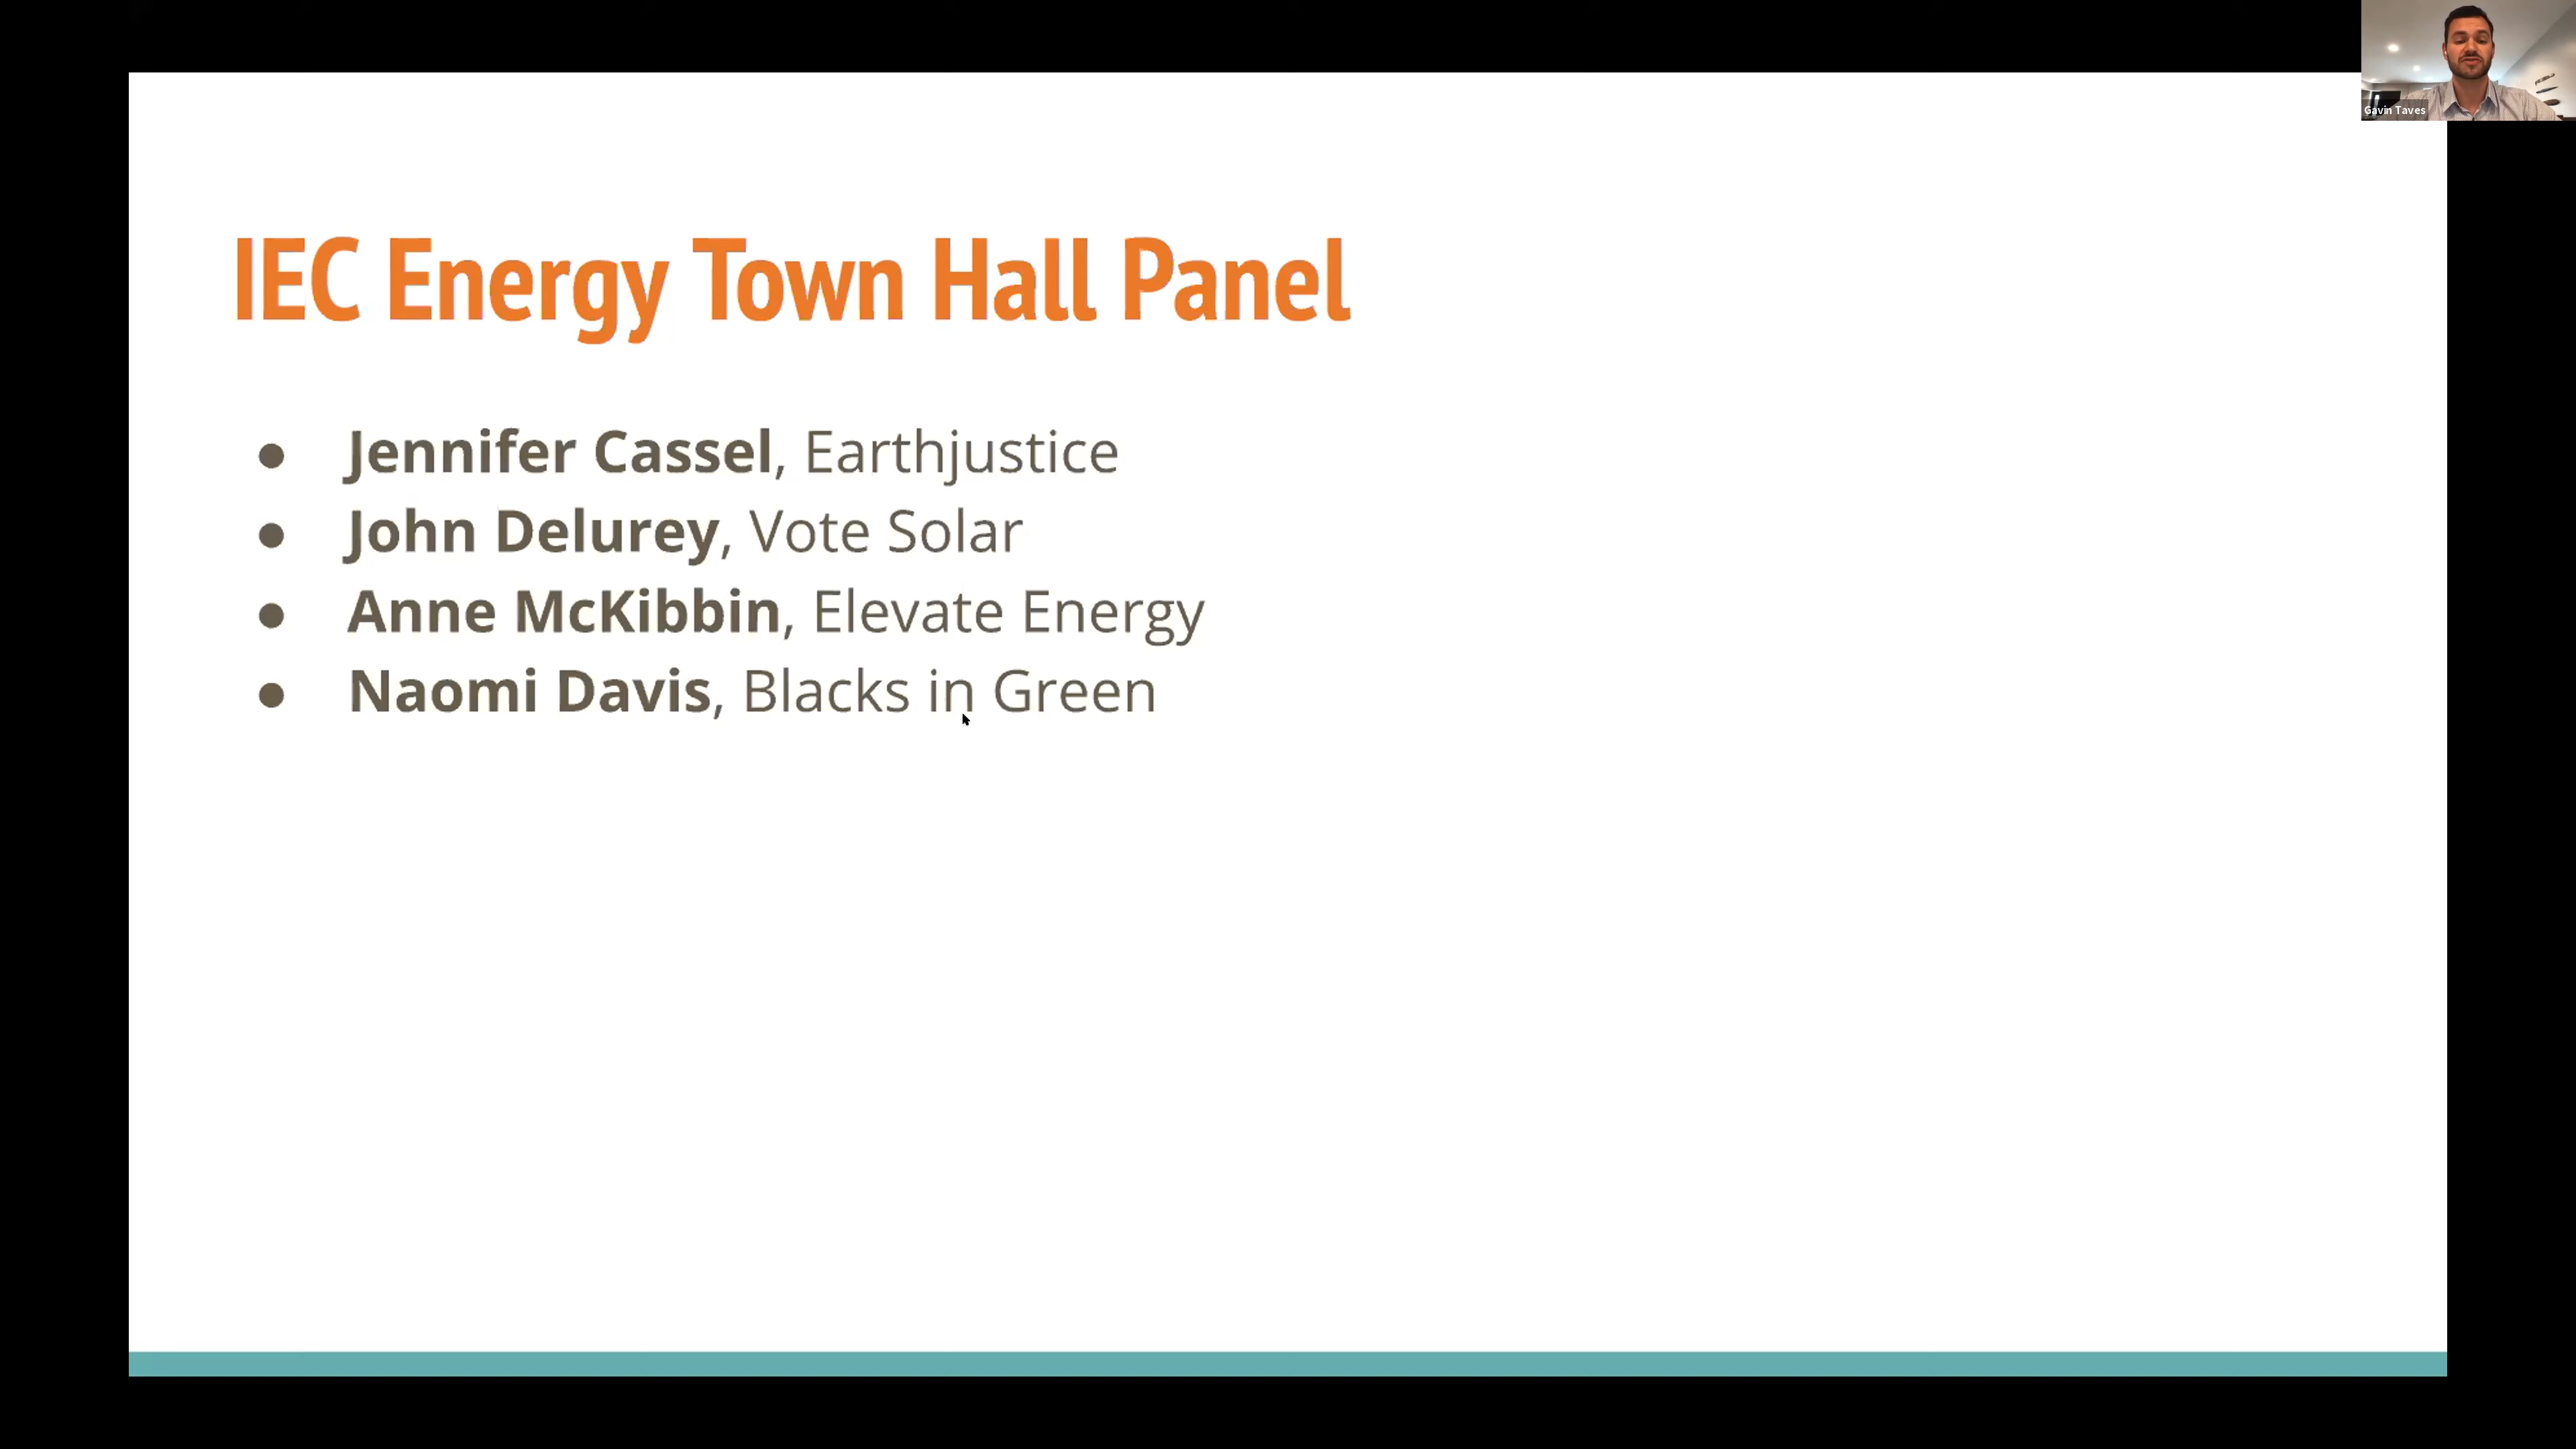 Gavin Taves
IEC Energy Town Hall Panel
● Jennifer Cassel, Earthjustice
● John Delurey, Vote Solar
● Anne McKibbin, Elevate Energy
● Naomi Davis, Blacks in Green